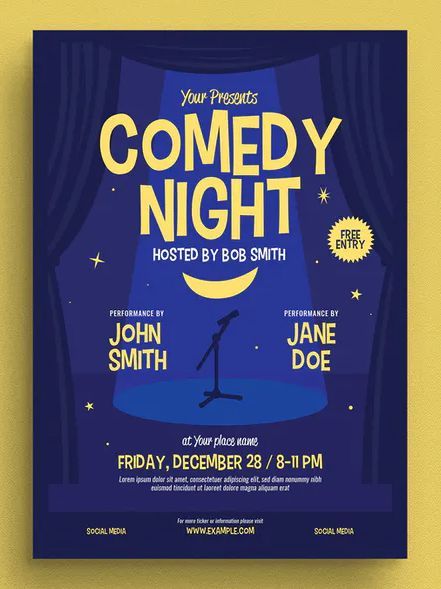 Your Presents
COMEDY
NIGHT
HOSTED BY BOB SMITH
FREE
ENTRY
PERFORMANCE BY
JOHN
SMITH
PERFORMANCE BY
JANE
DOE
at Your place name
FRIDAY, DECEMBER 28 / 8-11 PM
Lorem ipsum dolor sit amet, consectetuer adipiscing elit, sed diam nonummy nibh
euismod tincidunt ut laoreet dolore magna aliquam erat
For more ticker or information please visit
SOCIAL MEDIA
WWW.EXAMPLE.COM
SOCIAL MEDIA